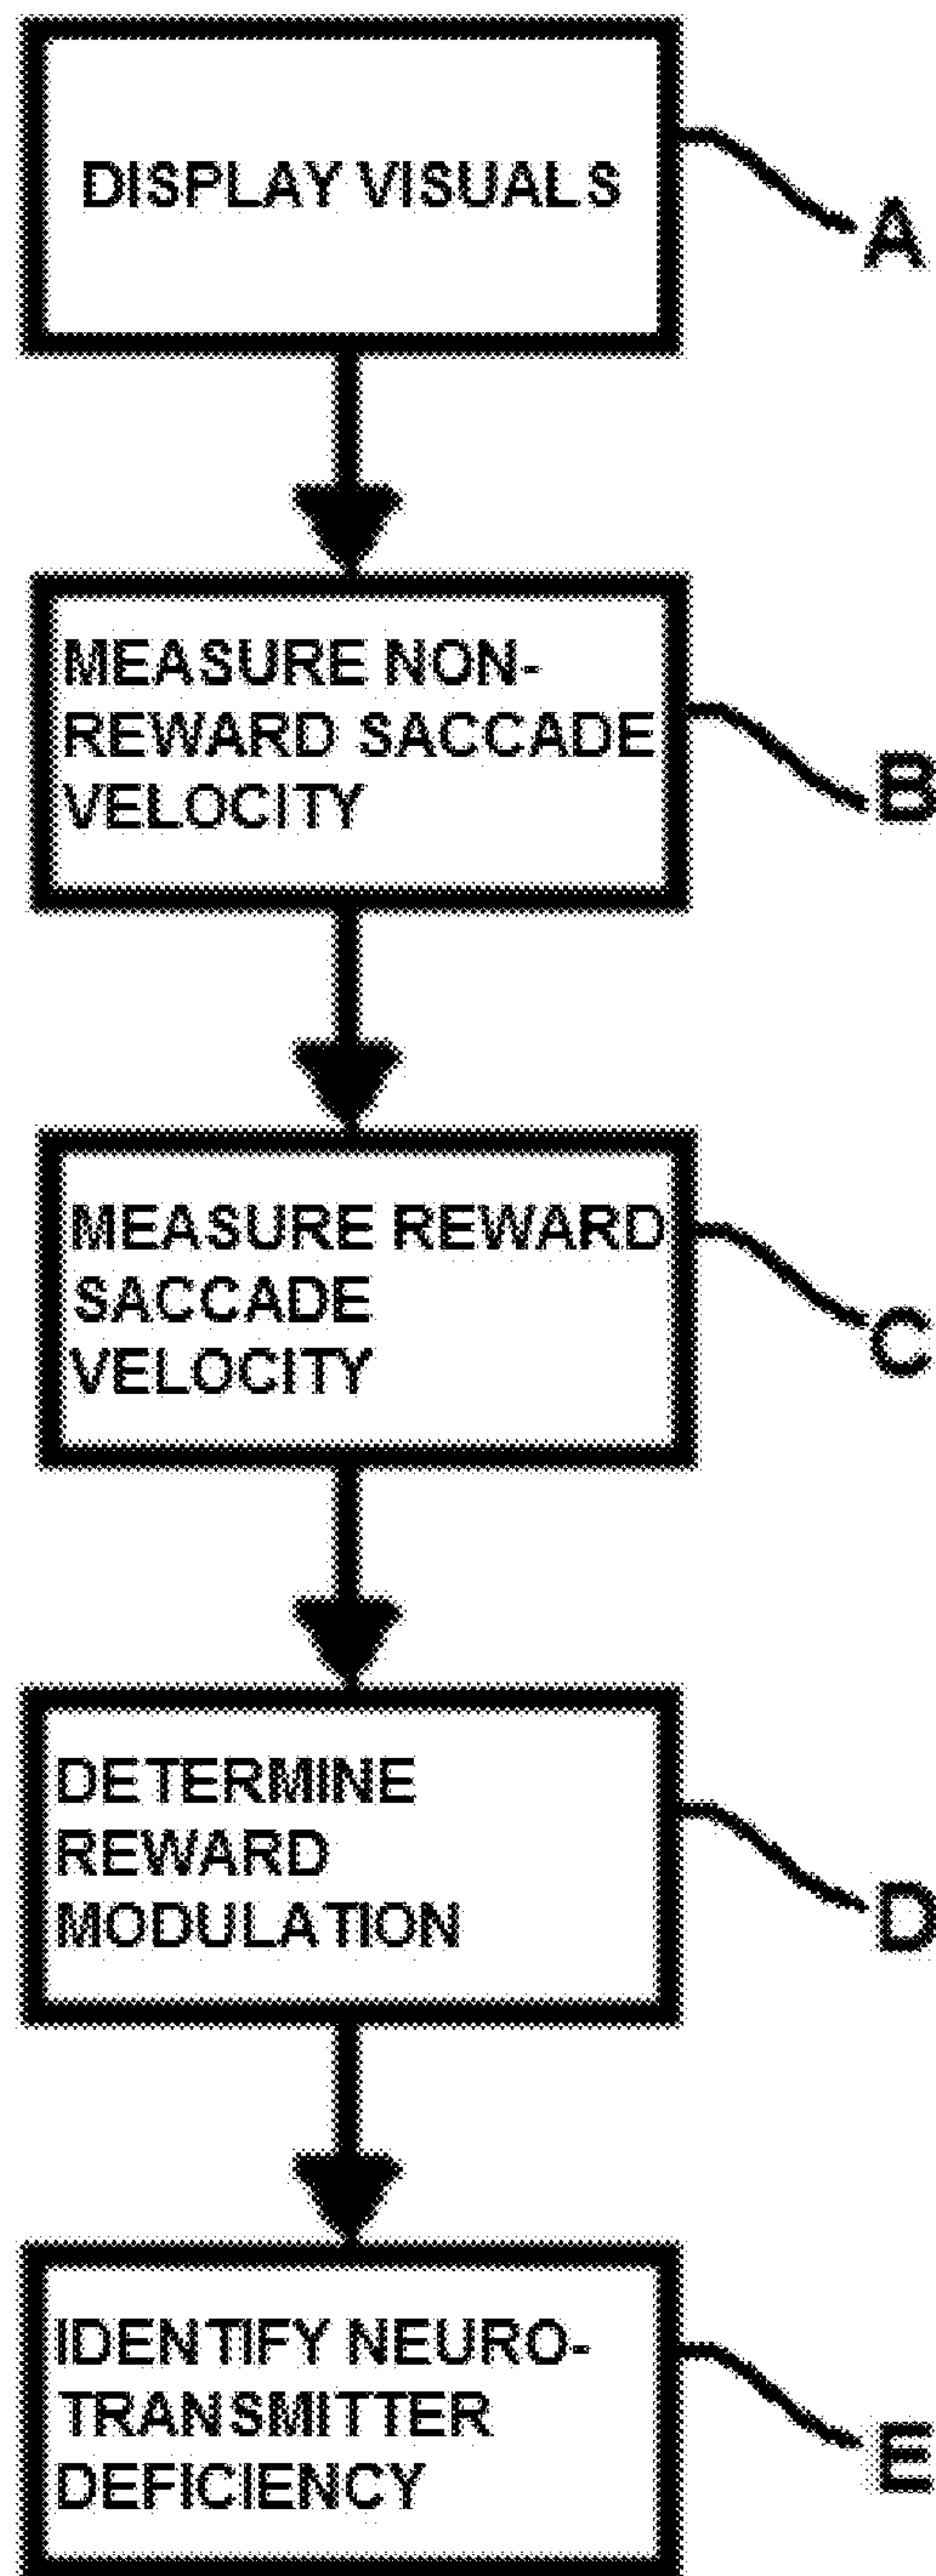 DISPLAY VISUALS
A
MEASURE NON-
REWARD SACCADE
VELOCITY
B
MEASURE REWARD
SACCADE
VELOCITY
C
DETERMINE
REWARD
MODULATION
D
IDENTIFY NEURO-
TRANSMITTER
DEFICIENCY
E